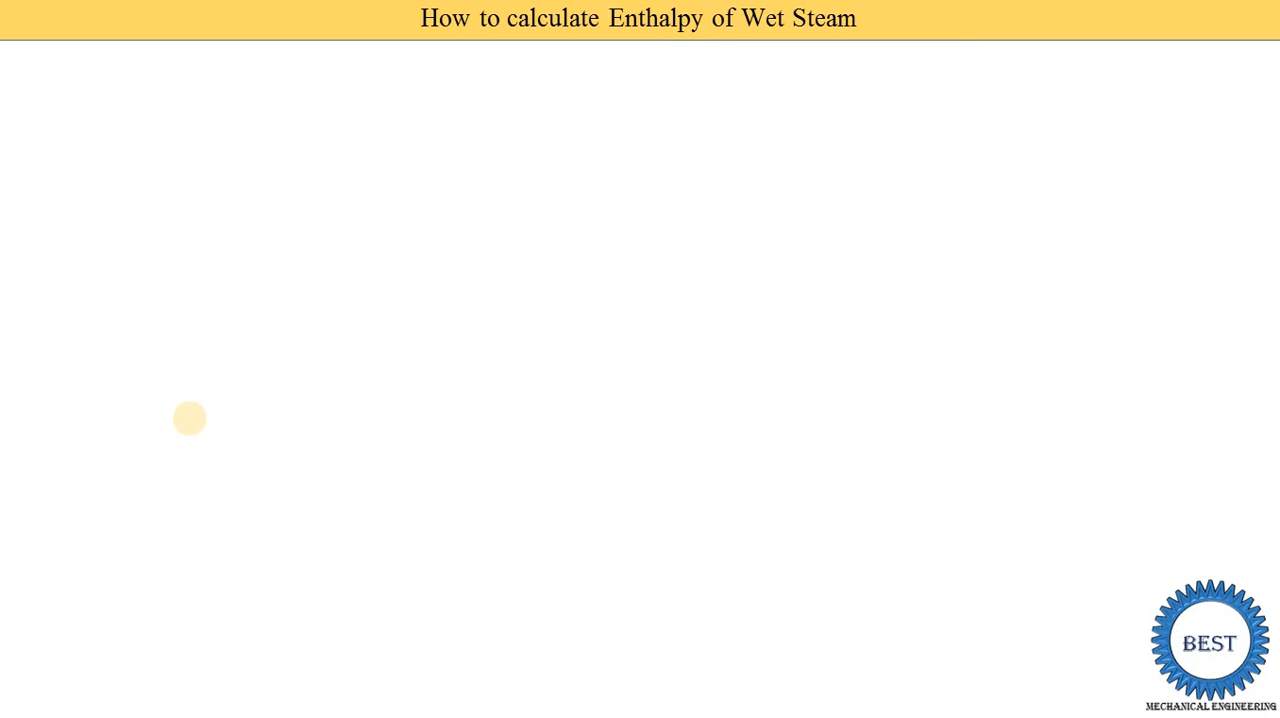 How to calculate Enthalpy of Wet Steam
BEST
MECHANICAL ENGINEERING